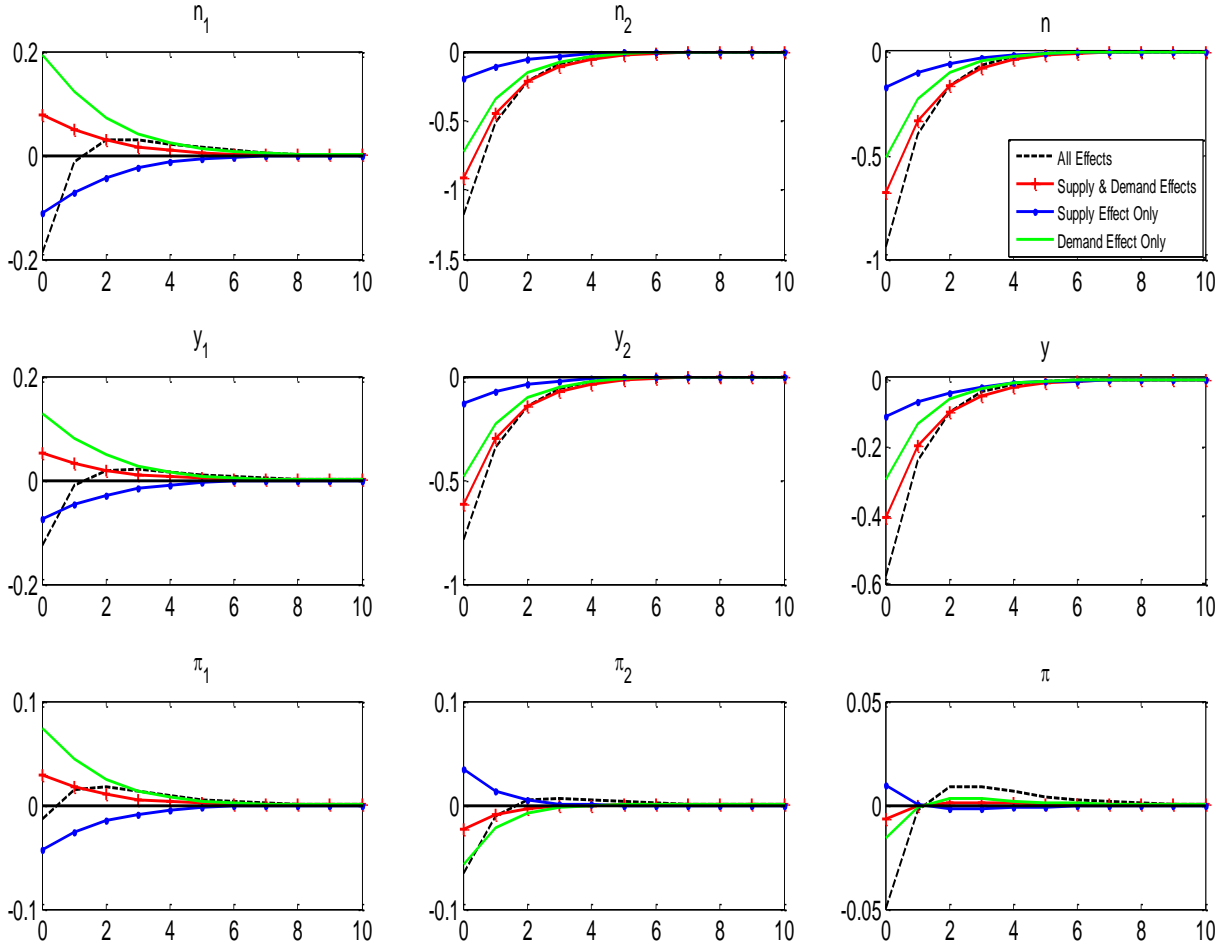 n1 n2 n
0.2 0 0
-0.5
0 -0.5
-1
-0.2 -1.5 -1
0 2 4 6 8 10 0 2 4 6 8 10 0 2 4 6 8 10
All Effects
Supply & Demand Effects
Supply Effect Only
Demand Effect Only
y1 y2 y
0.2 0 0
-0.2
0 -0.5
-0.4
-0.2 -1 -0.6
0 2 4 6 8 10 0 2 4 6 8 10 0 2 4 6 8 10
π1 π2 π
0.1 0.1 0.05
0 0 0
-0.1 -0.1 -0.05
0 2 4 6 8 10 0 2 4 6 8 10 0 2 4 6 8 10